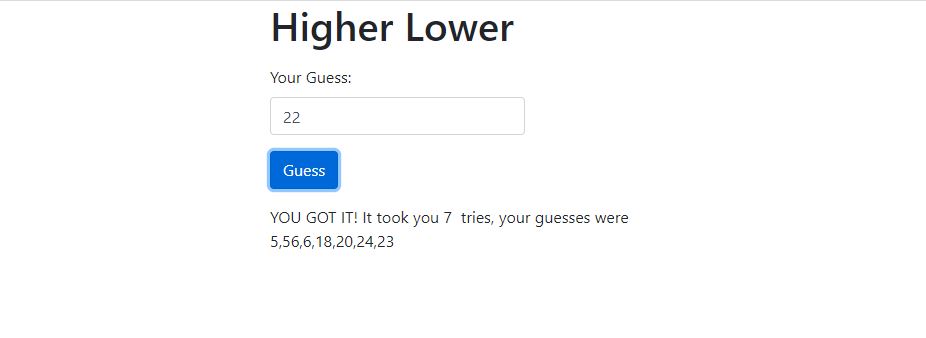 Higher Lower
Your Guess:
22
Guess
YOU GOT IT! It took you 7  tries, your guesses were
5,56,6,18,20,24,23